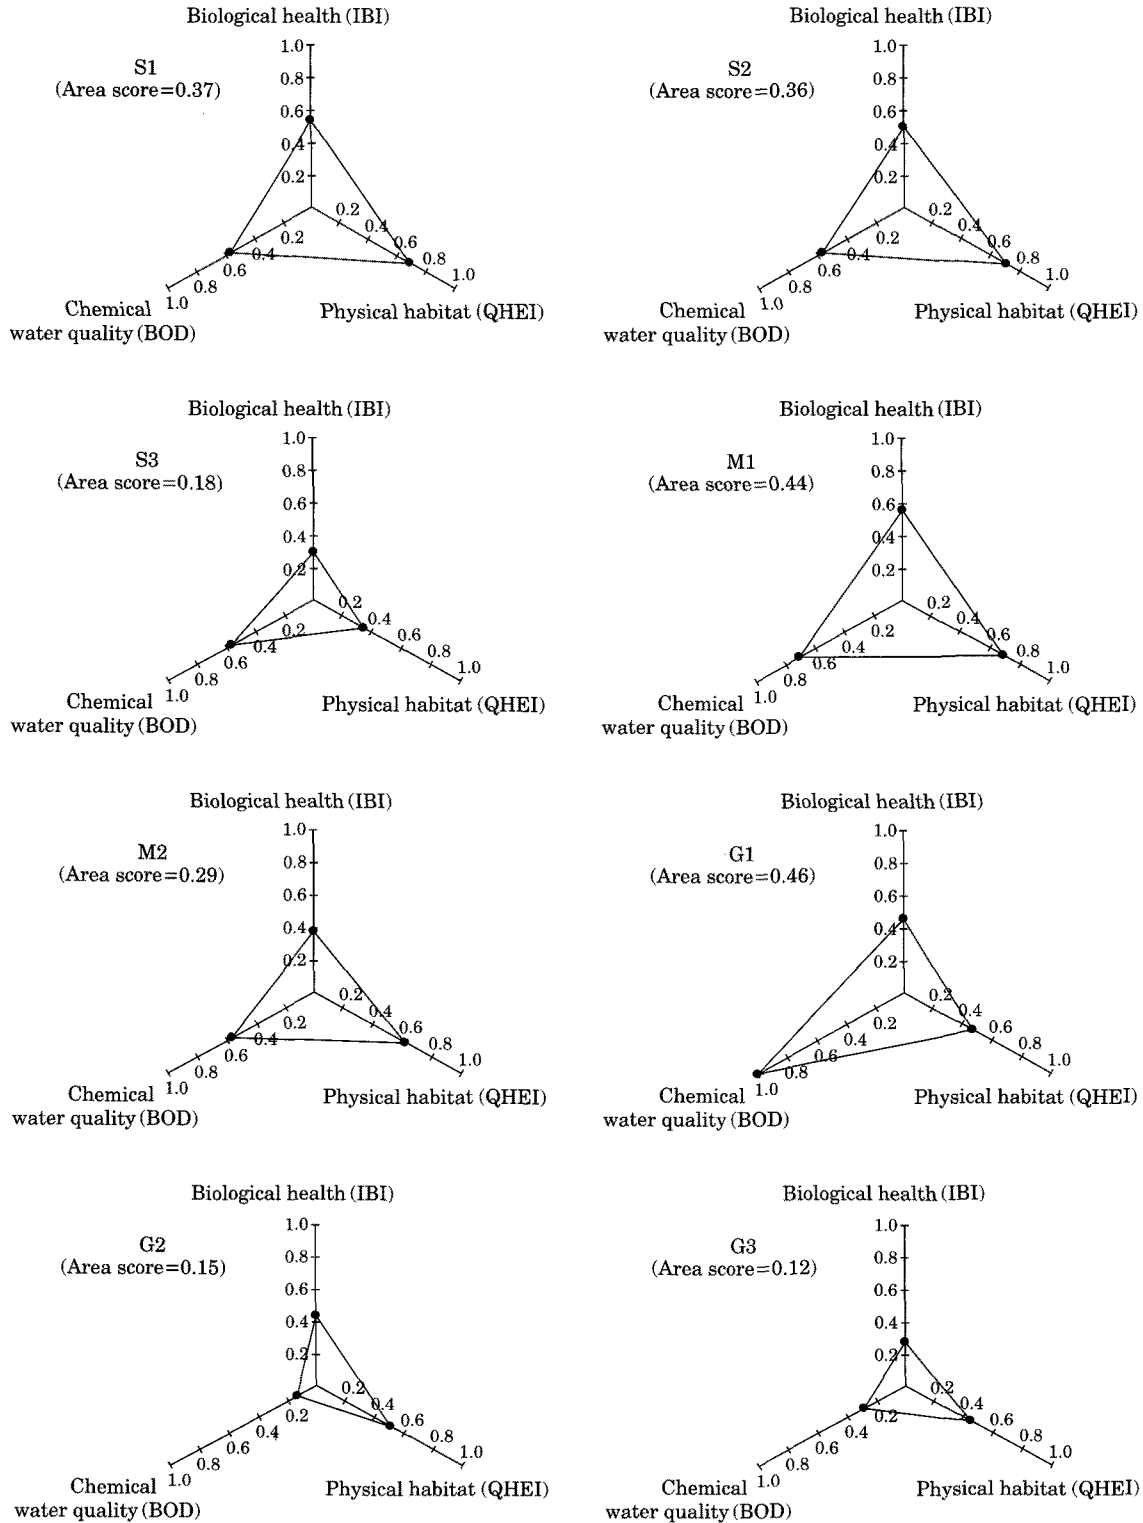 Biological health (IBI)
S1
(Area score=0.37)
1.0
0.8
0.6
0.4
0.2
0.2
0.4
0.6
0.8
1.0
0.2
0.4
0.6
0.8
1.0
Chemical
water quality (BOD)
Physical habitat (QHEI)
Biological health (IBI)
S2
(Area score=0.36)
1.0
0.8
0.6
0.4
0.2
0.2
0.4
0.6
0.8
1.0
0.2
0.4
0.6
0.8
1.0
Chemical
water quality (BOD)
Physical habitat (QHEI)
Biological health (IBI)
S3
(Area score=0.18)
1.0
0.8
0.6
0.4
0.2
0.2
0.4
0.6
0.8
1.0
0.2
0.4
0.6
0.8
1.0
Chemical
water quality (BOD)
Physical habitat (QHEI)
Biological health (IBI)
M1
(Area score=0.44)
1.0
0.8
0.6
0.4
0.2
0.2
0.4
0.6
0.8
1.0
0.2
0.4
0.6
0.8
1.0
Chemical
water quality (BOD)
Physical habitat (QHEI)
Biological health (IBI)
M2
(Area score=0.29)
1.0
0.8
0.6
0.4
0.2
0.2
0.4
0.6
0.8
1.0
0.2
0.4
0.6
0.8
1.0
Chemical
water quality (BOD)
Physical habitat (QHEI)
Biological health (IBI)
G1
(Area score=0.46)
1.0
0.8
0.6
0.4
0.2
0.2
0.4
0.6
0.8
1.0
0.2
0.4
0.6
0.8
1.0
Chemical
water quality (BOD)
Physical habitat (QHEI)
Biological health (IBI)
G2
(Area score=0.15)
1.0
0.8
0.6
0.4
0.2
0.2
0.4
0.6
0.8
1.0
0.2
0.4
0.6
0.8
1.0
Chemical
water quality (BOD)
Physical habitat (QHEI)
Biological health (IBI)
G3
(Area score=0.12)
1.0
0.8
0.6
0.4
0.2
0.2
0.4
0.6
0.8
1.0
0.2
0.4
0.6
0.8
1.0
Chemical
water quality (BOD)
Physical habitat (QHEI)